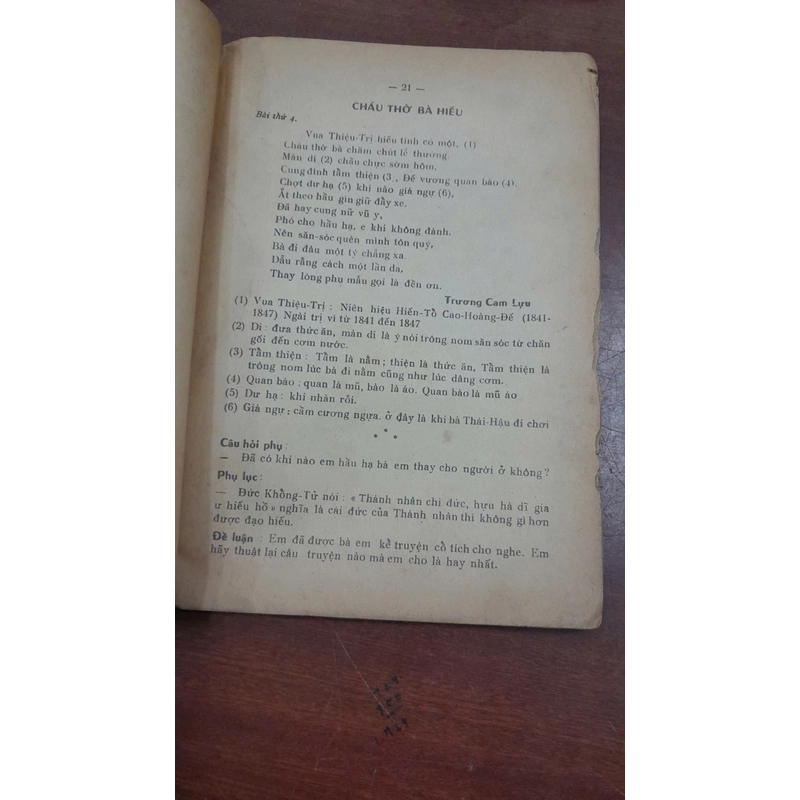 — 21 —
CHÁU THỜ BÀ HIẾU
Bài thứ 4.
Vua Thiệu-Trị hiếu tình có một, (1)
Cháu thờ bà chăm chút lẽ thường.
Màn di (2) chầu chực sớm hôm.
Cung đình tẩm thiện (3, Đế vương quan bào (4).
Chợt dư hạ (5) khi nào giá ngự (6),
Ắt theo hầu gìn giữ đẩy xe.
Đã hay cung nữ vũ y,
Phó cho hầu hạ, e khi không đành.
Nên săn-sóc quên mình tôn quý,
Bà đi đâu một tý chẳng xa.
Dẫu rằng cách một lần da,
Thay lòng phụ mẫu gọi là đền ơn.
Trương Cam Lựu
(1) Vua Thiệu-Trị : Niên hiệu Hiến-Tổ Cao-Hoàng-Đế (1841-
1847) Ngài trị vì từ 1841 đến 1847
(2) Di : đưa thức ăn, màn di là ý nói trông nom săn sóc từ chăn
gối đến cơm nước.
(3) Tẩm thiện : Tẩm là nằm ; thiện là thức ăn, Tẩm thiện là
trông nom lúc bà đi nằm cũng như lúc dâng cơm.
(4) Quan bào : quan là mũ, bào là áo. Quan bào là mũ áo
(5) Dư hạ : khi nhàn rỗi.
(6) Giá ngự : cầm cương ngựa. ở đây là khi bà Thái-Hậu đi chơi
* * *
Câu hỏi phụ :
— Đã có khi nào em hầu hạ bà em thay cho người ở không ?
Phụ lục :
— Đức Khổng-Tử nói : « Thánh nhân chi đức, hựu hà dĩ gia
ư hiếu hồ » nghĩa là cái đức của Thánh nhân thì không gì hơn
được đạo hiếu.
Đề luận : Em đã được bà em kể truyện cổ tích cho nghe. Em
hãy thuật lại câu truyện nào mà em cho là hay nhất.